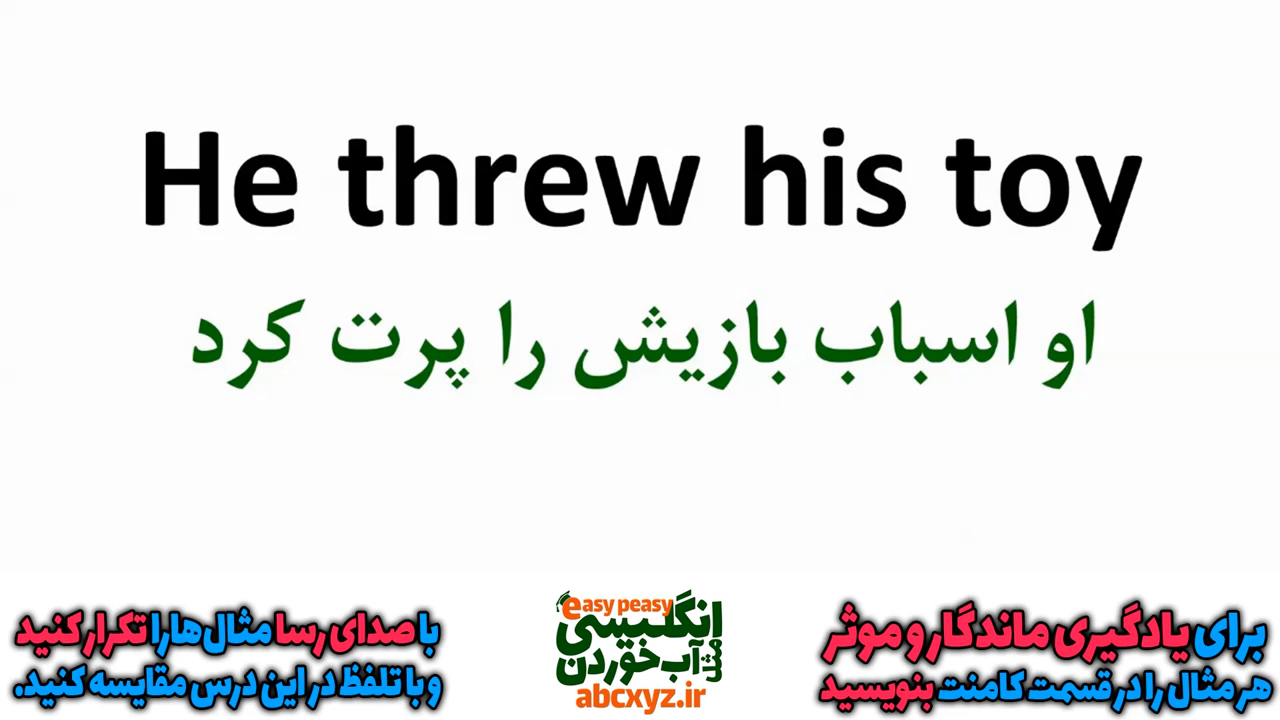 He threw his toy
او اسباب بازیش را پرت کرد
برای یادگیری ماندگار و موثر
هر مثال را در قسمت کامنت بنویسید
easy peasy
انگلیسی
مثل آب خوردن
abcxyz.ir
با صدای رسا مثال‌ها را تکرار کنید
و با تلفظ در این درس مقایسه کنید.